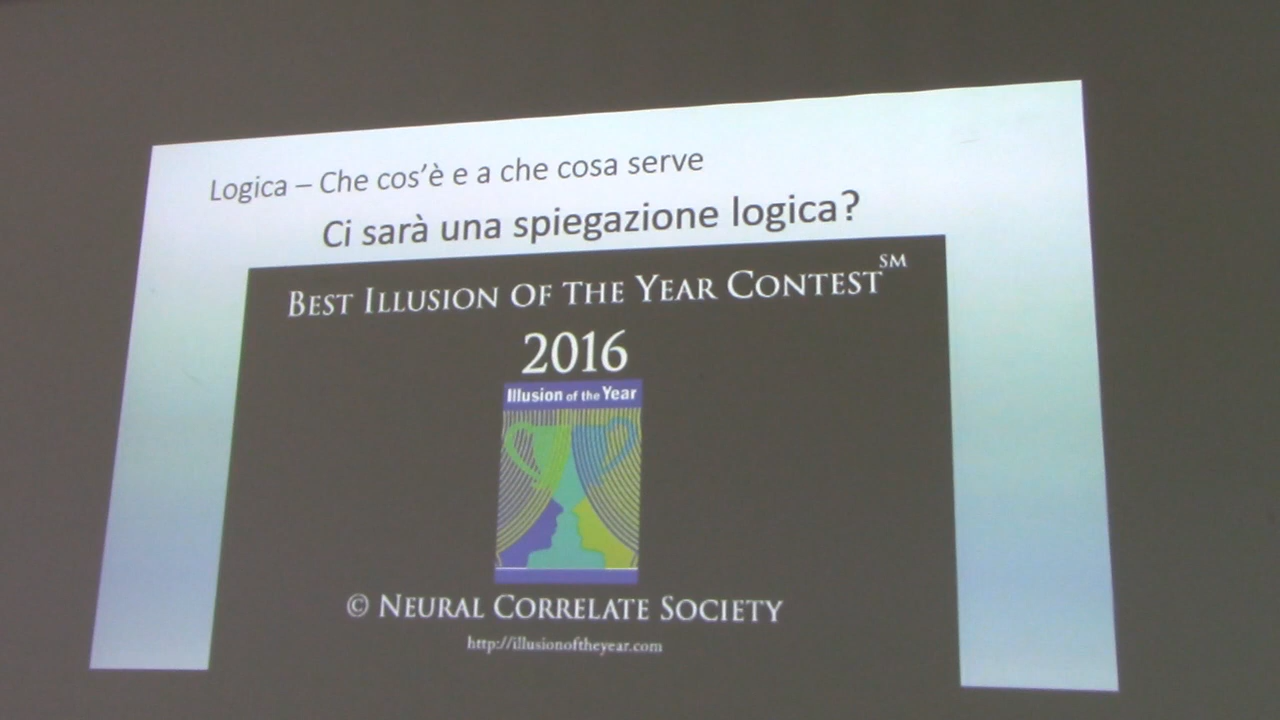 Logica – Che cos’è e a che cosa serve
Ci sarà una spiegazione logica?
BEST ILLUSION OF THE YEAR CONTEST SM
2016
Illusion of the Year
© NEURAL CORRELATE SOCIETY
http://illusionoftheyear.com